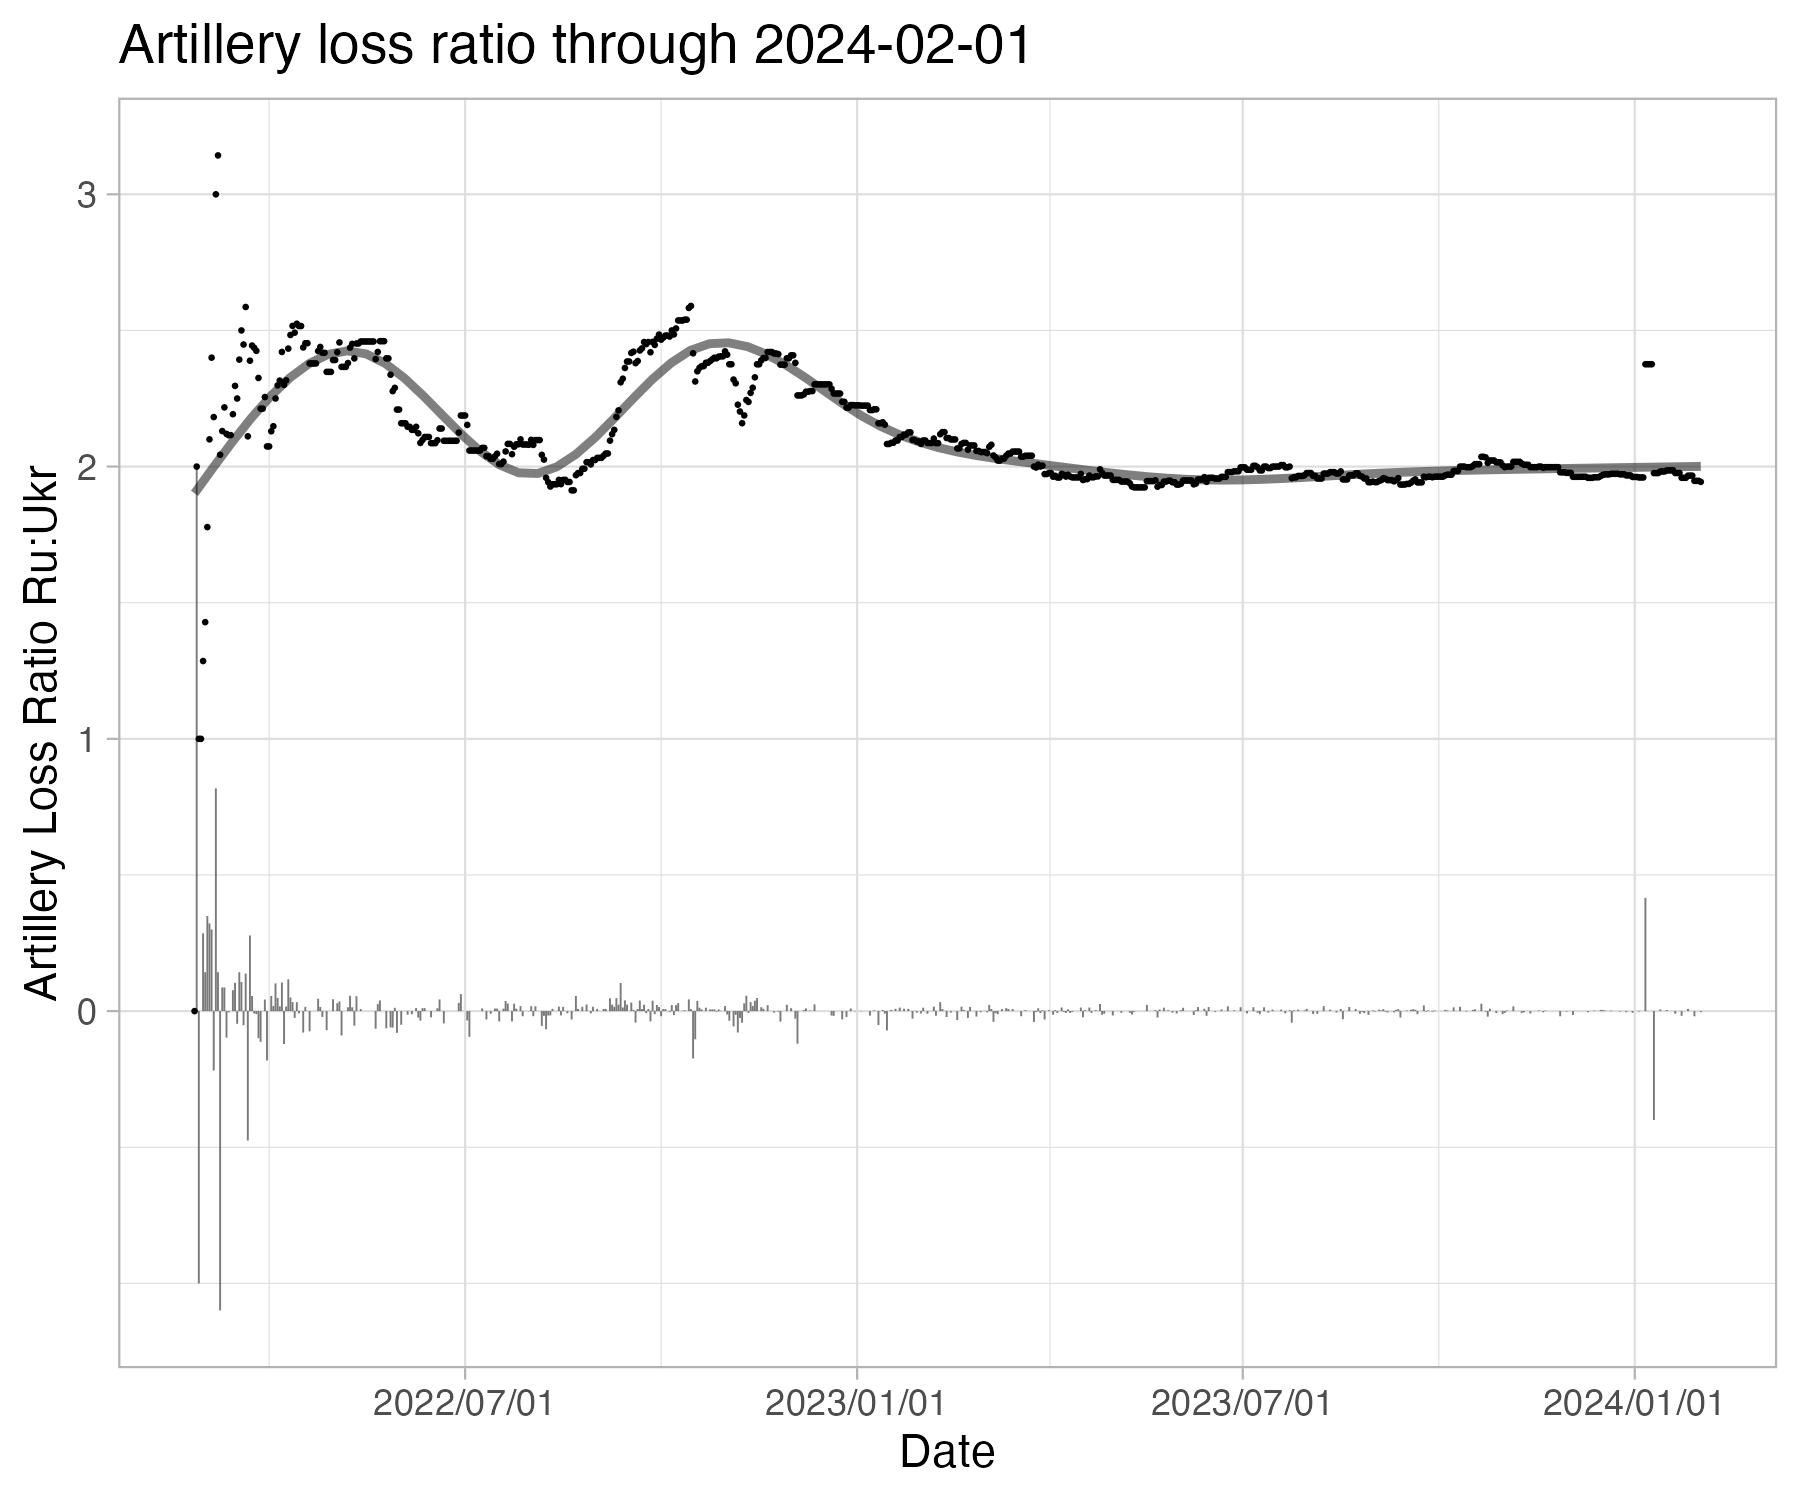 Artillery loss ratio through 2024-02-01
Artillery Loss Ratio Ru:Ukr
3
2
1
0
2022/07/01
2023/01/01
2023/07/01
2024/01/01
Date